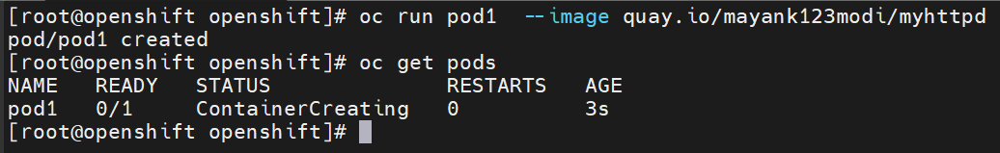 [root@openshift openshift]# oc run pod1  --image quay.io/mayank123modi/myhttpd
pod/pod1 created
[root@openshift openshift]# oc get pods
NAME   READY   STATUS              RESTARTS   AGE
pod1   0/1     ContainerCreating   0          3s
[root@openshift openshift]#